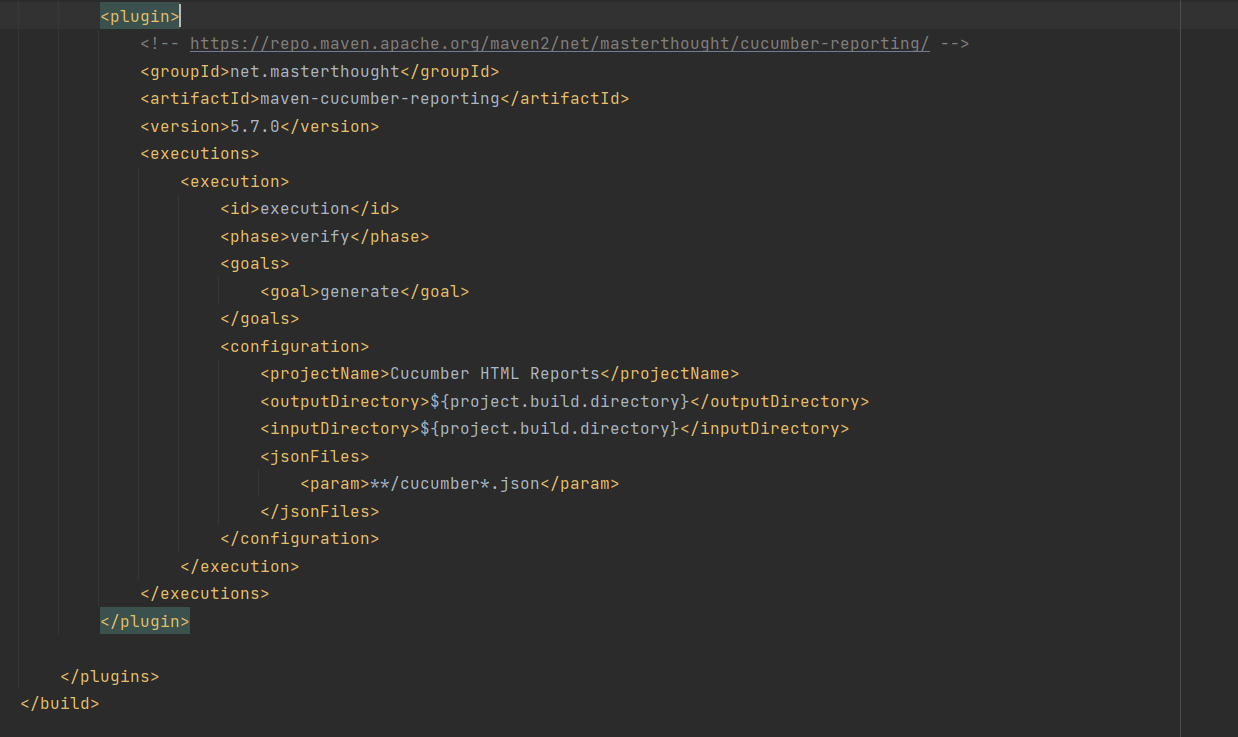 <plugin>
<!-- https://repo.maven.apache.org/maven2/net/masterthought/cucumber-reporting/ -->
<groupId>net.masterthought</groupId>
<artifactId>maven-cucumber-reporting</artifactId>
<version>5.7.0</version>
<executions>
<execution>
<id>execution</id>
<phase>verify</phase>
<goals>
<goal>generate</goal>
</goals>
<configuration>
<projectName>Cucumber HTML Reports</projectName>
<outputDirectory>${project.build.directory}</outputDirectory>
<inputDirectory>${project.build.directory}</inputDirectory>
<jsonFiles>
<param>**/cucumber*.json</param>
</jsonFiles>
</configuration>
</execution>
</executions>
</plugin>
</plugins>
</build>